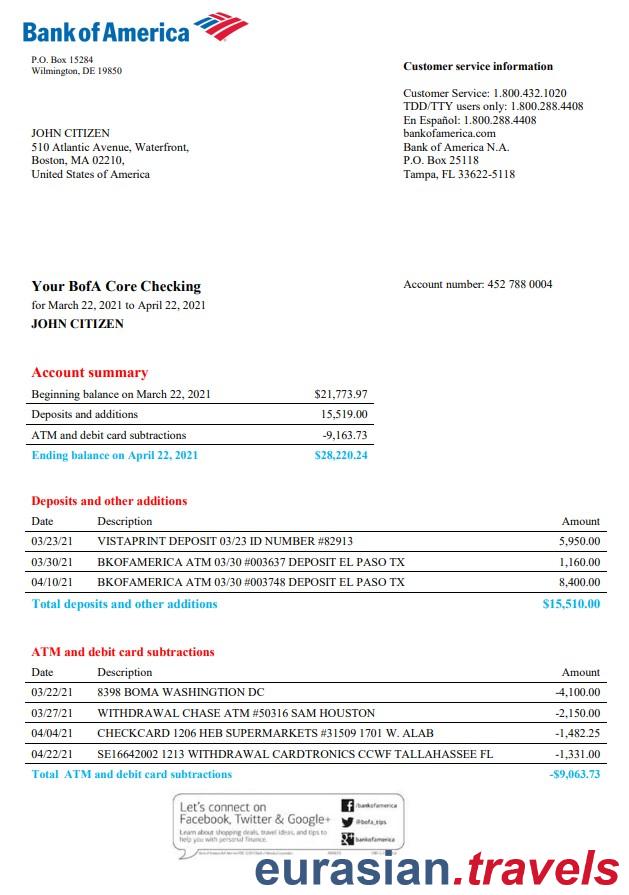 Bank of America
P.O. Box 15284
Wilmington, DE 19850
Customer service information
Customer Service: 1.800.432.1020
TDD/TTY users only: 1.800.288.4408
En Español: 1.800.288.4408
bankofamerica.com
Bank of America N.A.
P.O. Box 25118
Tampa, FL 33622-5118
JOHN CITIZEN
510 Atlantic Avenue, Waterfront,
Boston, MA 02210,
United States of America
Your BofA Core Checking
for March 22, 2021 to April 22, 2021
JOHN CITIZEN
Account number: 452 788 0004
Account summary
Beginning balance on March 22, 2021 $21,773.97
Deposits and additions 15,519.00
ATM and debit card subtractions -9,163.73
Ending balance on April 22, 2021 $28,220.24
Deposits and other additions
Date Description Amount
03/23/21 VISTAPRINT DEPOSIT 03/23 ID NUMBER #82913 5,950.00
03/30/21 BKOFAMERICA ATM 03/30 #003637 DEPOSIT EL PASO TX 1,160.00
04/10/21 BKOFAMERICA ATM 03/30 #003748 DEPOSIT EL PASO TX 8,400.00
Total deposits and other additions $15,510.00
ATM and debit card subtractions
Date Description Amount
03/22/21 8398 BOMA WASHINGTION DC -4,100.00
03/27/21 WITHDRAWAL CHASE ATM #50316 SAM HOUSTON -2,150.00
04/04/21 CHECKCARD 1206 HEB SUPERMARKETS #31509 1701 W. ALAB -1,482.25
04/22/21 SE16642002 1213 WITHDRAWAL CARDTRONICS CCWF TALLAHASSEE FL -1,331.00
Total ATM and debit card subtractions -$9,063.73
Let's connect on
Facebook, Twitter & Google+
Learn about shopping deals, travel ideas, and tips to
help you with personal finance.
/bankofamerica
@bofa_tips
bankofamerica
eurasian.travels